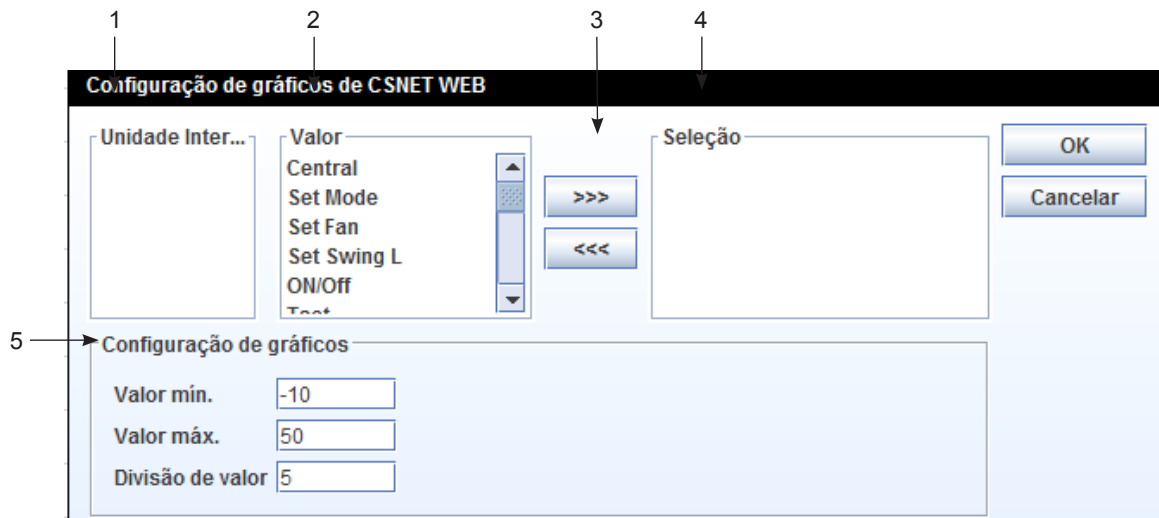 1 2 3 4
Configuração de gráficos de CSNET WEB
Unidade Inter...
Valor
Central
Set Mode
Set Fan
Set Swing L
ON/Off
>>>
<<<
Seleção
OK
Cancelar
5
Configuração de gráficos
Valor mín. -10
Valor máx. 50
Divisão de valor 5